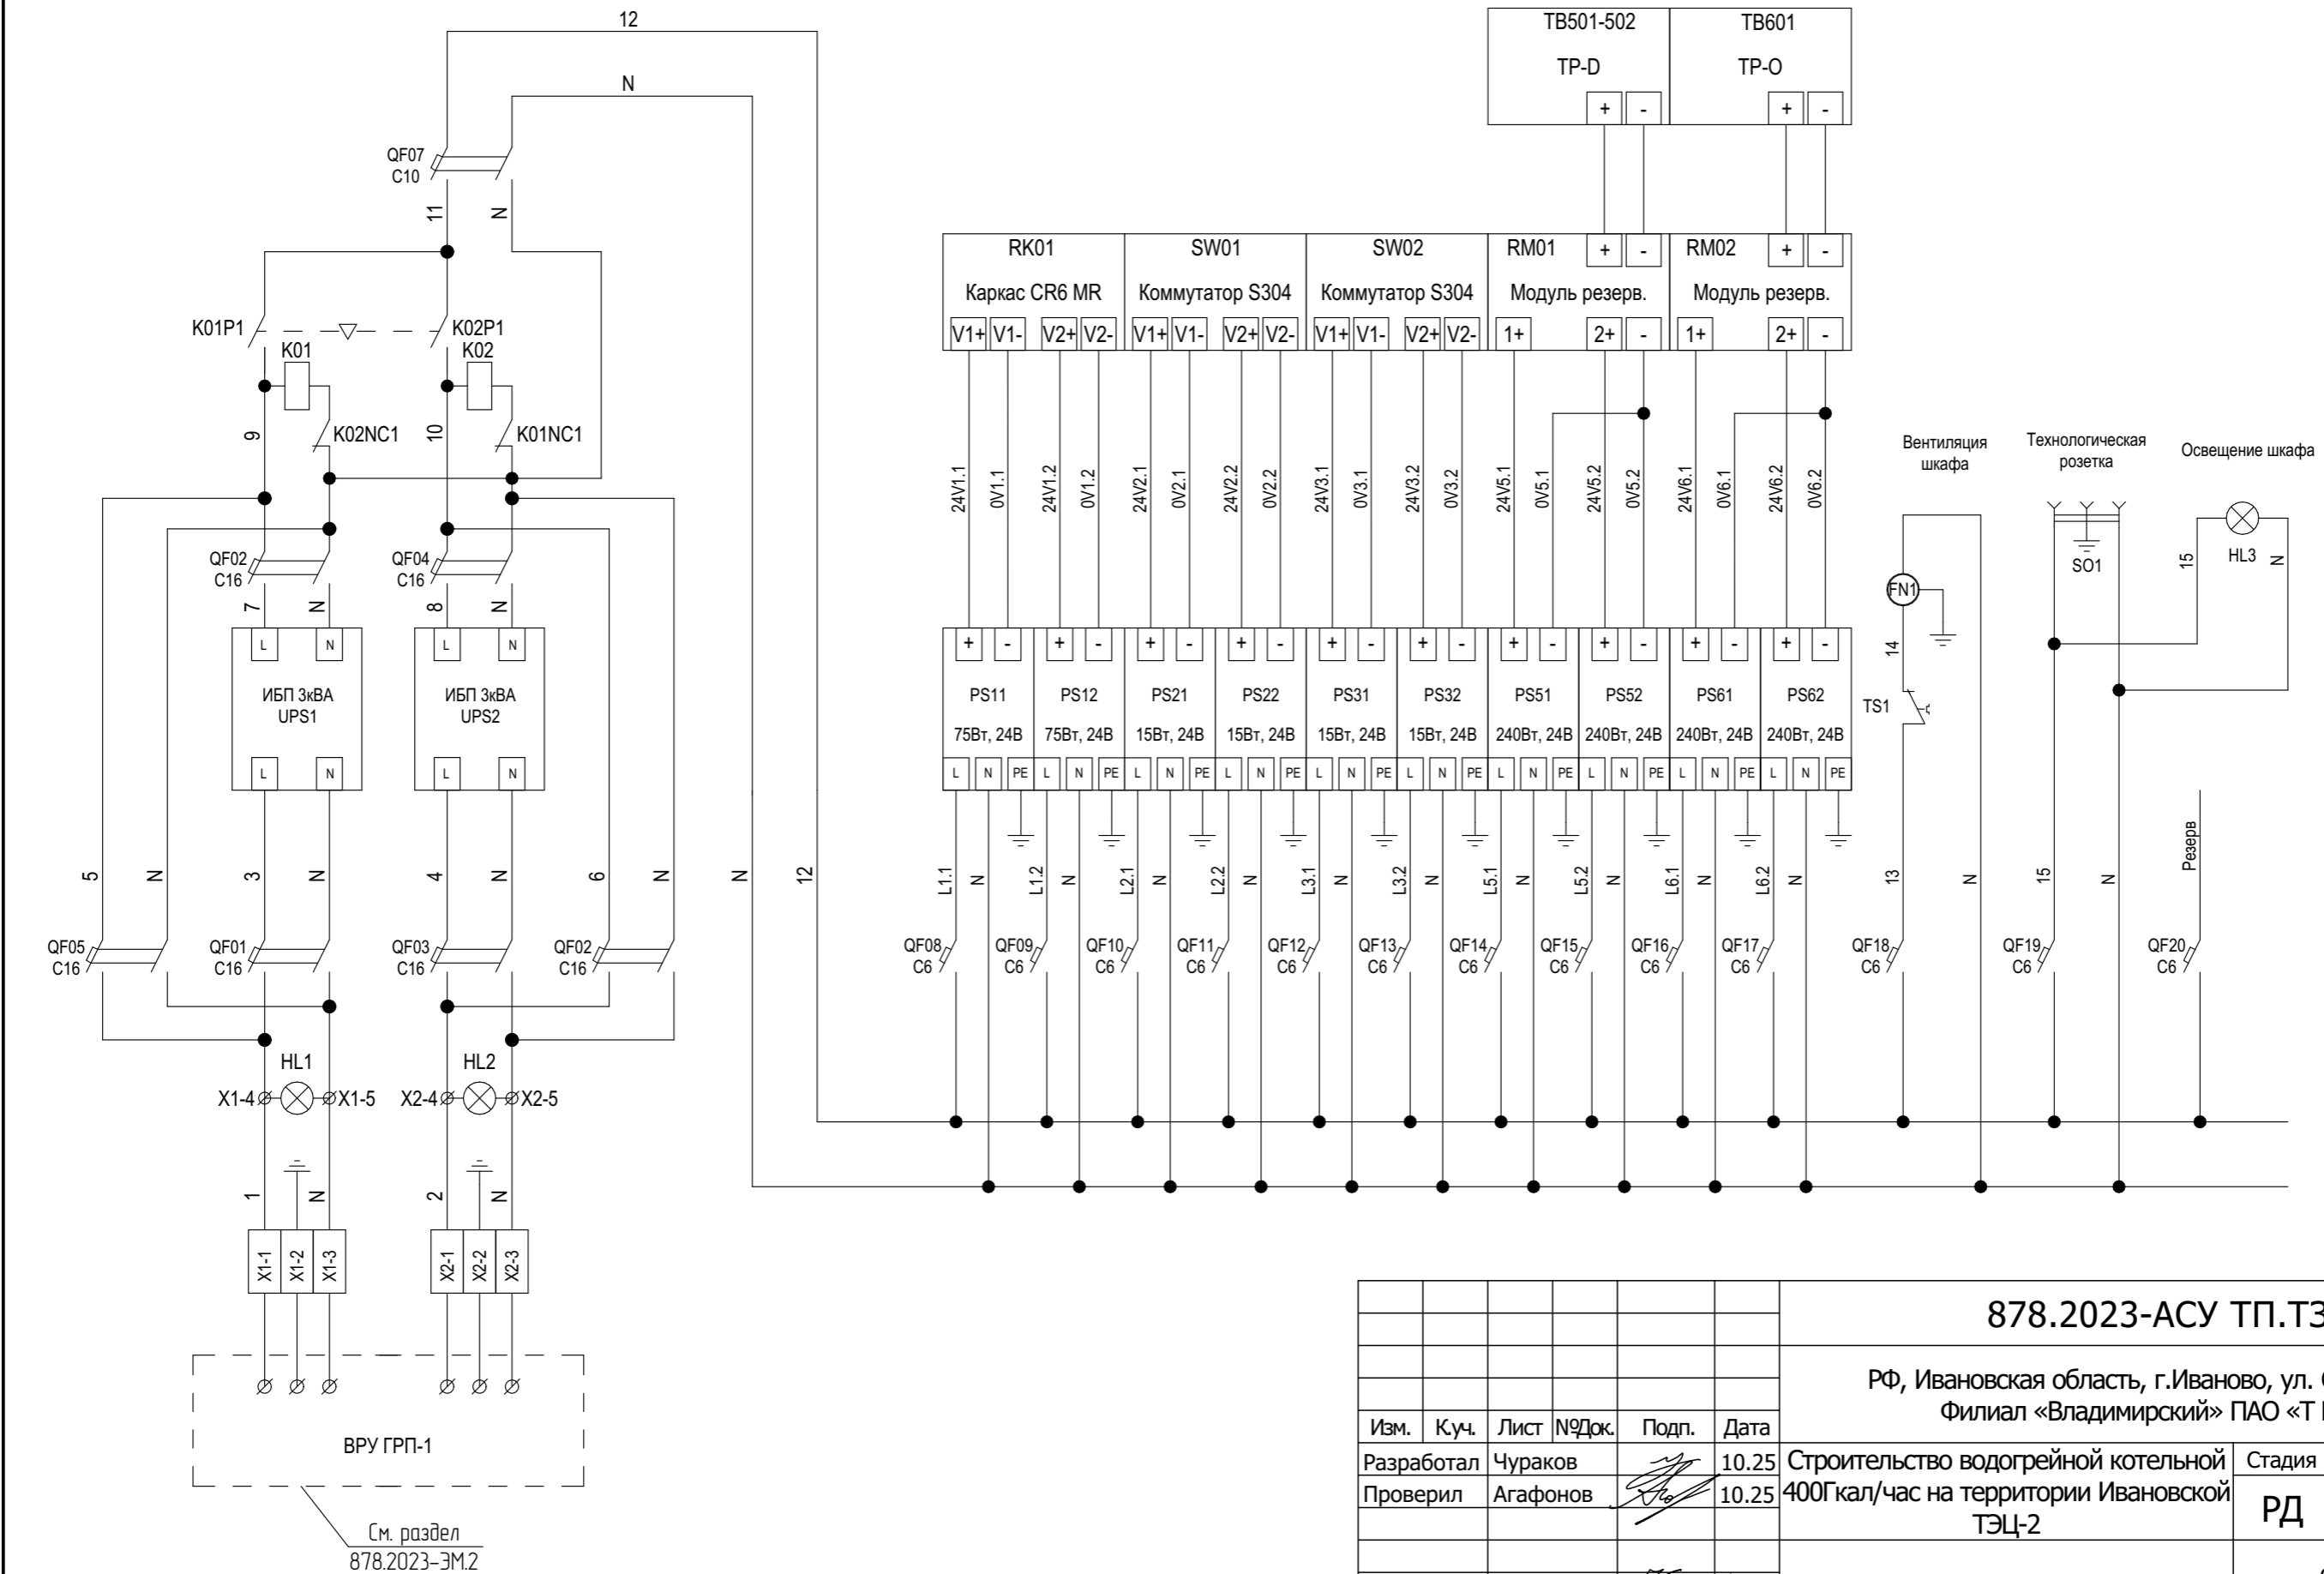 12
N
QF07
C10
11
N
K01P1
K02P1
K01
K02
K02NC1
K01NC1
9
10
QF02
C16
QF04
C16
7
N
8
N
L
N
L
N
ИБП 3кВА
UPS1
ИБП 3кВА
UPS2
L
N
L
N
5
N
3
N
4
N
6
N
N
12
QF05
C16
QF01
C16
QF03
C16
QF02
C16
HL1
HL2
X1-4
X1-5
X2-4
X2-5
1
N
2
N
X1-1
X1-2
X1-3
X2-1
X2-2
X2-3
ВРУ ГРП-1
См. раздел
878.2023-ЭМ.2
TB501-502
TB601
TP-D
TP-O
+ - + -
RK01
SW01
SW02
RM01 + -
RM02 + -
Каркас CR6 MR
Коммутатор S304
Коммутатор S304
Модуль резерв.
Модуль резерв.
V1+ V1- V2+ V2-
V1+ V1- V2+ V2-
V1+ V1- V2+ V2-
1+ 2+ -
1+ 2+ -
24V1.1
0V1.1
24V1.2
0V1.2
24V2.1
0V2.1
24V2.2
0V2.2
24V3.1
0V3.1
24V3.2
0V3.2
24V5.1
0V5.1
24V5.2
0V5.2
24V6.1
0V6.1
24V6.2
0V6.2
+ - + - + - + - + - + - + - + - + - + -
PS11
PS12
PS21
PS22
PS31
PS32
PS51
PS52
PS61
PS62
75Вт, 24В
75Вт, 24В
15Вт, 24В
15Вт, 24В
15Вт, 24В
15Вт, 24В
240Вт, 24В
240Вт, 24В
240Вт, 24В
240Вт, 24В
L N PE L N PE L N PE L N PE L N PE L N PE L N PE L N PE L N PE L N PE
L1.1
N
L1.2
N
L2.1
N
L2.2
N
L3.1
N
L3.2
N
L5.1
N
L5.2
N
L6.1
N
L6.2
N
QF08
C6
QF09
C6
QF10
C6
QF11
C6
QF12
C6
QF13
C6
QF14
C6
QF15
C6
QF16
C6
QF17
C6
Вентиляция
шкафа
FN1
14
TS1
13
N
QF18
C6
Технологическая
розетка
SO1
15
N
QF19
C6
Освещение шкафа
15
HL3
N
Резерв
QF20
C6
878.2023-АСУ ТП.ТЗ
РФ, Ивановская область, г.Иваново, ул.
Филиал «Владимирский» ПАО «Т
Изм. К.уч. Лист №Док. Подп. Дата
Разработал Чураков 10.25
Проверил Агафонов 10.25
Строительство водогрейной котельной
400Гкал/час на территории Ивановской
ТЭЦ-2
Стадия
РД